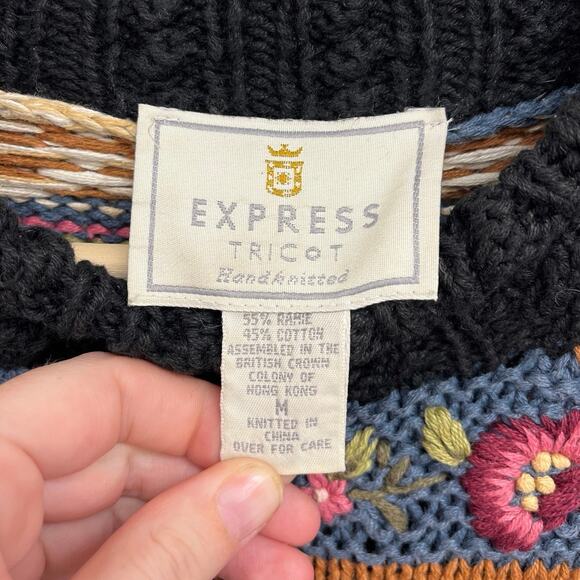 EXPRESS
TRICOT
Handknitted
55% RAMIE
45% COTTON
ASSEMBLED IN THE
BRITISH CROWN
COLONY OF
HONG KONG
M
KNITTED IN
CHINA
OVER FOR CARE